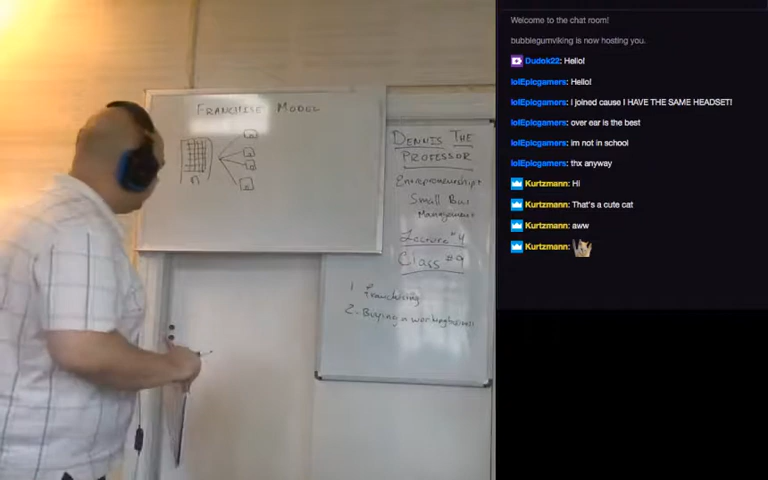 FRANCHISE MODEL
DENNIS THE
PROFESSOR
Entrepreneurship +
Small Bus
Management
Lecture #4
Class #9
1 Franchising
2. Buying a working business
Welcome to the chat room!
bubblegumviking is now hosting you.
Dudek22: Hello!
lolEpicgamers: Hello!
lolEpicgamers: I joined cause I HAVE THE SAME HEADSET!
lolEpicgamers: over ear is the best
lolEpicgamers: im not in school
lolEpicgamers: thx anyway
Kurtzmann: Hi
Kurtzmann: That's a cute cat
Kurtzmann: aww
Kurtzmann: